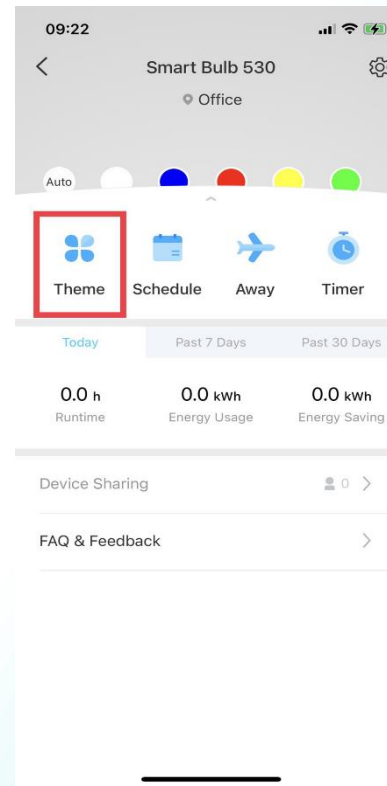 09:22
Smart Bulb 530
Office
Auto
Theme Schedule Away Timer
Today Past 7 Days Past 30 Days
0.0 h 0.0 kWh 0.0 kWh
Runtime Energy Usage Energy Saving
Device Sharing 0
FAQ & Feedback